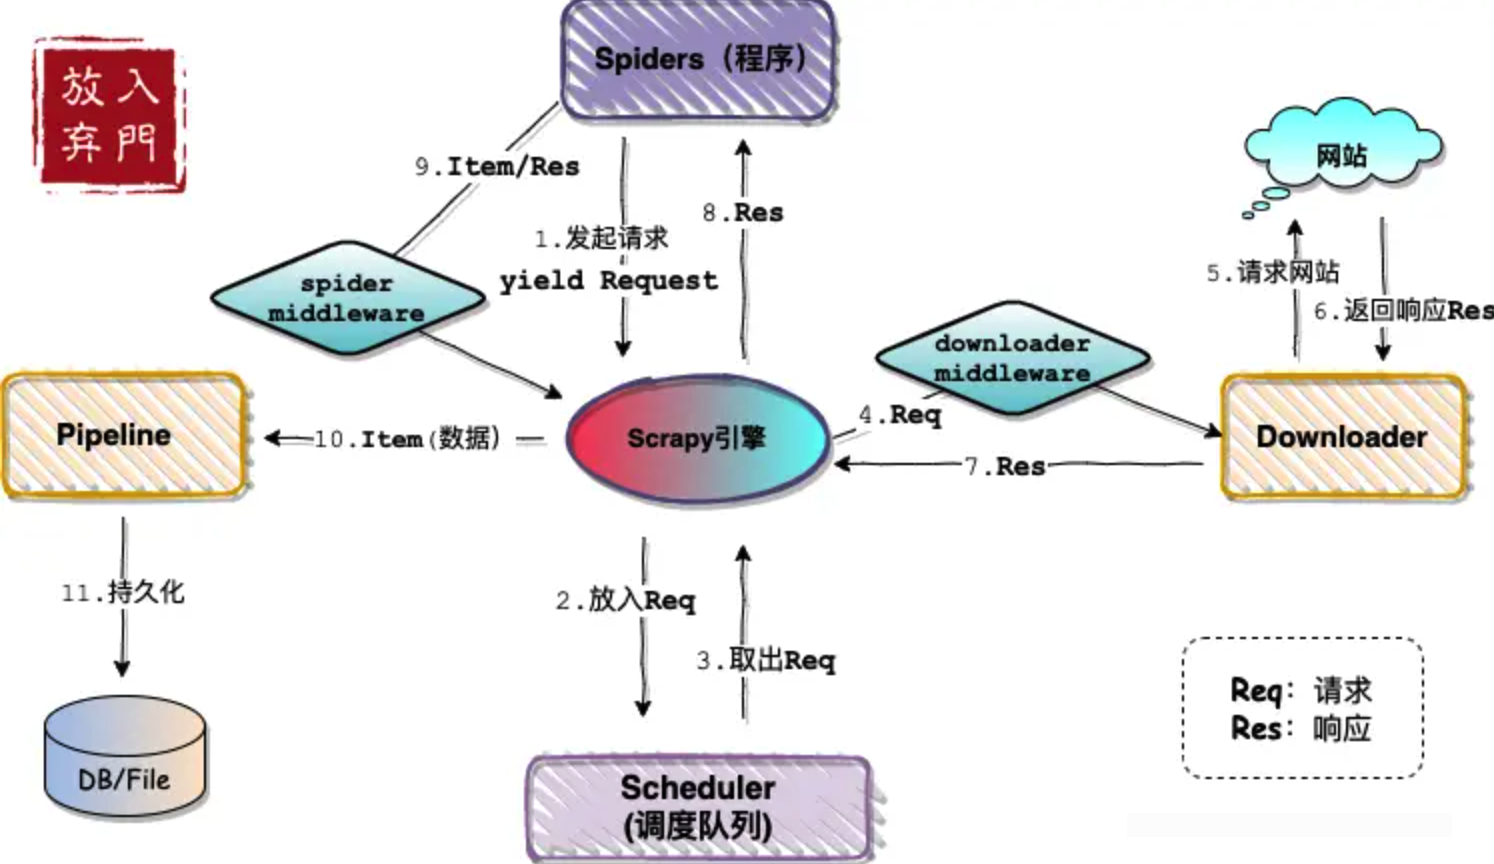 放入
弃門
Spiders（程序）
网站
9.Item/Res
8.Res
1.发起请求
yield Request
5.请求网站
6.返回响应Res
spider
middleware
downloader
middleware
4.Req
Pipeline
10.Item(数据)
Scrapy引擎
7.Res
Downloader
11.持久化
2.放入Req
3.取出Req
DB/File
Req：请求
Res：响应
Scheduler
(调度队列)